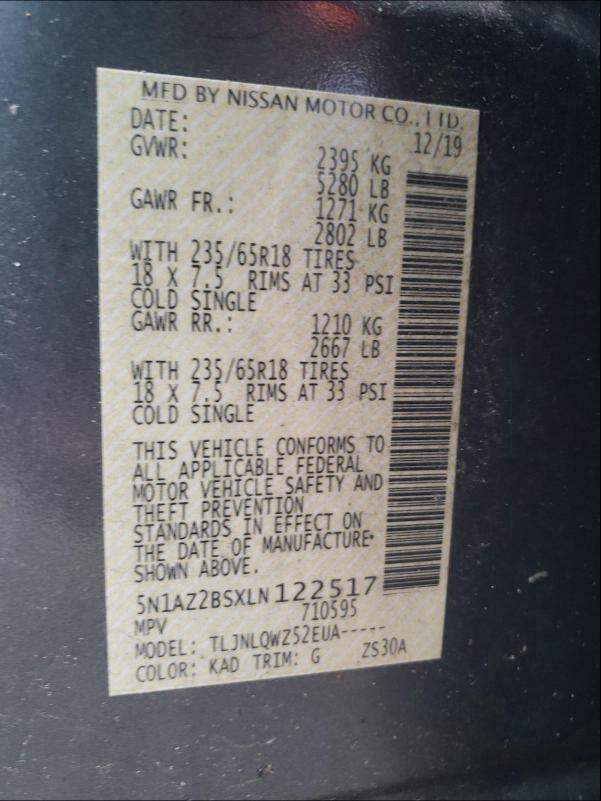 MFD BY NISSAN MOTOR CO., LTD.
DATE: 12/19
GVWR: 2395 KG
5280 LB
GAWR FR.: 1271 KG
2802 LB
WITH 235/65R18 TIRES
18 X 7.5 RIMS AT 33 PSI
COLD SINGLE
GAWR RR.: 1210 KG
2667 LB
WITH 235/65R18 TIRES
18 X 7.5 RIMS AT 33 PSI
COLD SINGLE
THIS VEHICLE CONFORMS TO
ALL APPLICABLE FEDERAL
MOTOR VEHICLE SAFETY AND
THEFT PREVENTION
STANDARDS IN EFFECT ON
THE DATE OF MANUFACTURE
SHOWN ABOVE.
5N1AZ2BSXLN122517
MPV 710595
MODEL: TLJNLQWZ52EUA-----
COLOR: KAD TRIM: G ZS30A